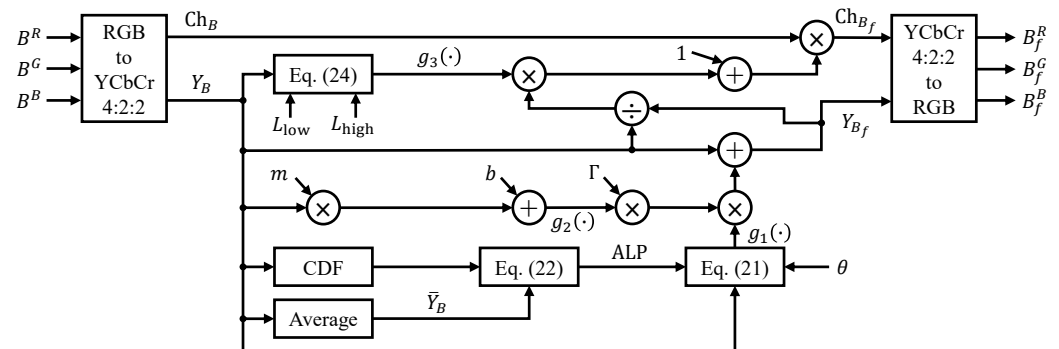 B^R
B^G
B^B
RGB
to
YCbCr
4:2:2
Ch_B
Y_B
Eq. (24)
g_3(·)
L_low
L_high
×
÷
1
+
×
Ch_{B_f}
Y_{B_f}
YCbCr
4:2:2
to
RGB
B_f^R
B_f^G
B_f^B
+
m
×
b
+
g_2(·)
Γ
×
×
g_1(·)
CDF
Eq. (22)
ALP
Eq. (21)
θ
Average
Ȳ_B